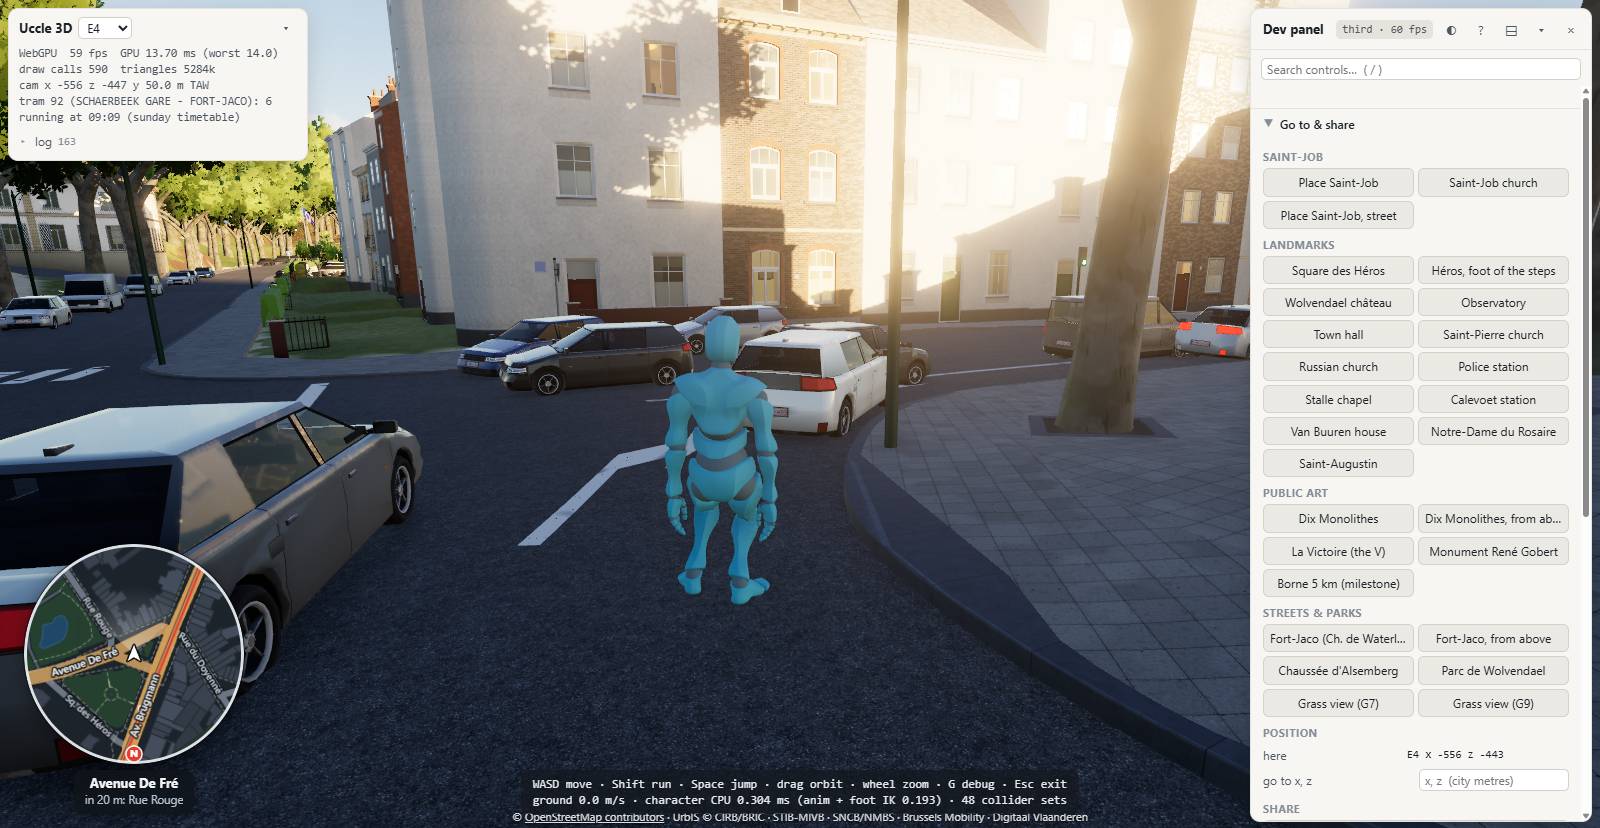 Uccle 3D E4
WebGPU 59 fps GPU 13.70 ms (worst 14.0)
draw calls 590 triangles 5284k
cam x -556 z -447 y 50.0 m TAW
tram 92 (SCHAERBEEK GARE - FORT-JACO): 6
running at 09:09 (sunday timetable)
log 163
Dev panel third · 60 fps ?
Search controls... (/)
Go to & share
SAINT-JOB
Place Saint-Job Saint-Job church
Place Saint-Job, street
LANDMARKS
Square des Héros Héros, foot of the steps
Wolvendael château Observatory
Town hall Saint-Pierre church
Russian church Police station
Stalle chapel Calevoet station
Van Buuren house Notre-Dame du Rosaire
Saint-Augustin
PUBLIC ART
Dix Monolithes Dix Monolithes, from ab...
La Victoire (the V) Monument René Gobert
Borne 5 km (milestone)
STREETS & PARKS
Fort-Jaco (Ch. de Waterl... Fort-Jaco, from above
Chaussée d'Alsemberg Parc de Wolvendael
Grass view (G7) Grass view (G9)
POSITION
here E4 x -556 z -443
go to x, z x, z (city metres)
SHARE
Rue Rouge
Avenue De Fré
Rue du Doyenné
Sq. des Héros
Av. Brugmann
N
Avenue De Fré
in 20 m: Rue Rouge
WASD move · Shift run · Space jump · drag orbit · wheel zoom · G debug · Esc exit
ground 0.0 m/s · character CPU 0.304 ms (anim + foot IK 0.193) · 48 collider sets
© OpenStreetMap contributors · UrbIS © CIRB/BRIC · STIB-MIVB · SNCB/NMBS · Brussels Mobility · Digitaal Vlaanderen